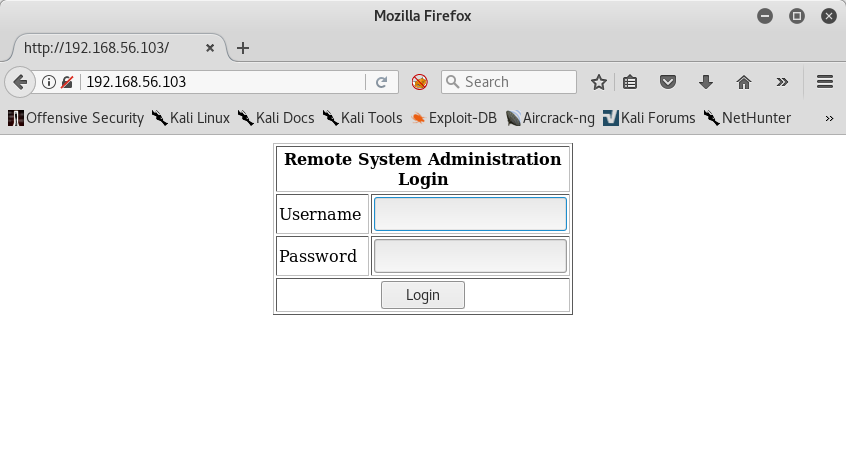 Mozilla Firefox
http://192.168.56.103/
192.168.56.103 Search
Offensive Security Kali Linux Kali Docs Kali Tools Exploit-DB Aircrack-ng Kali Forums NetHunter
Remote System Administration
Login
Username
Password
Login